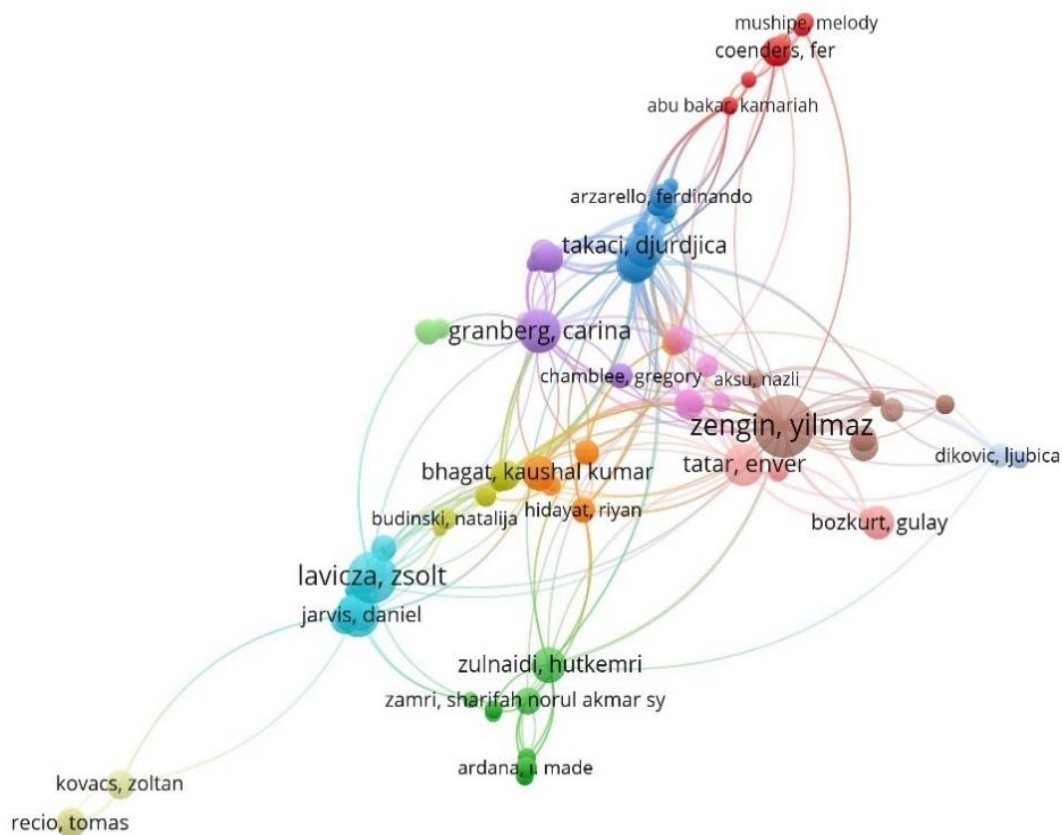 mushipe, melody
coenders, fer
abu bakar, kamariah
arzarello, ferdinando
takaci, djurdjica
granberg, carina
chamblee, gregory
aksu, nazli
zengin, yilmaz
dikovic, ljubica
bhagat, kaushal kumar
tatar, enver
hidayat, riyan
budinski, natalija
bozkurt, gulay
lavicza, zsolt
jarvis, daniel
zulnaidi, hutkemri
zamri, sharifah norul akmar sy
ardana, i. made
kovacs, zoltan
recio, tomas